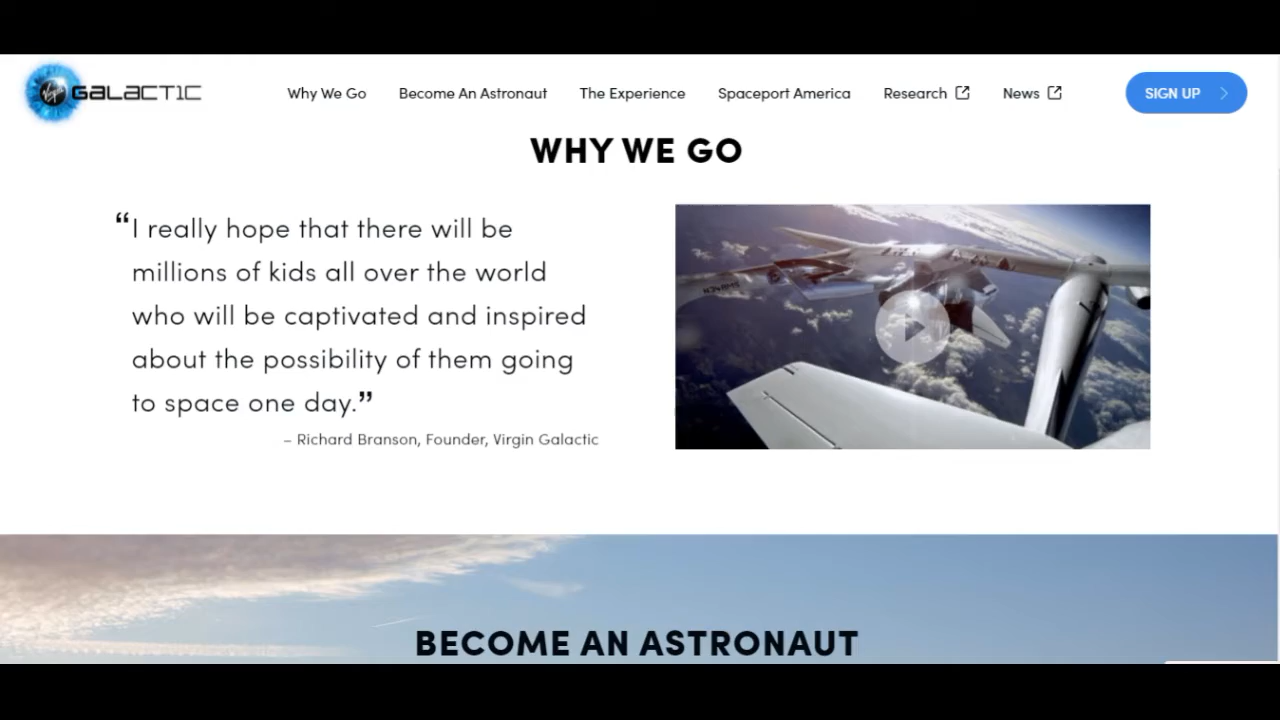 Virgin GALACTIC
Why We Go
Become An Astronaut
The Experience
Spaceport America
Research
News
SIGN UP
WHY WE GO
“I really hope that there will be
millions of kids all over the world
who will be captivated and inspired
about the possibility of them going
to space one day.”
– Richard Branson, Founder, Virgin Galactic
BECOME AN ASTRONAUT